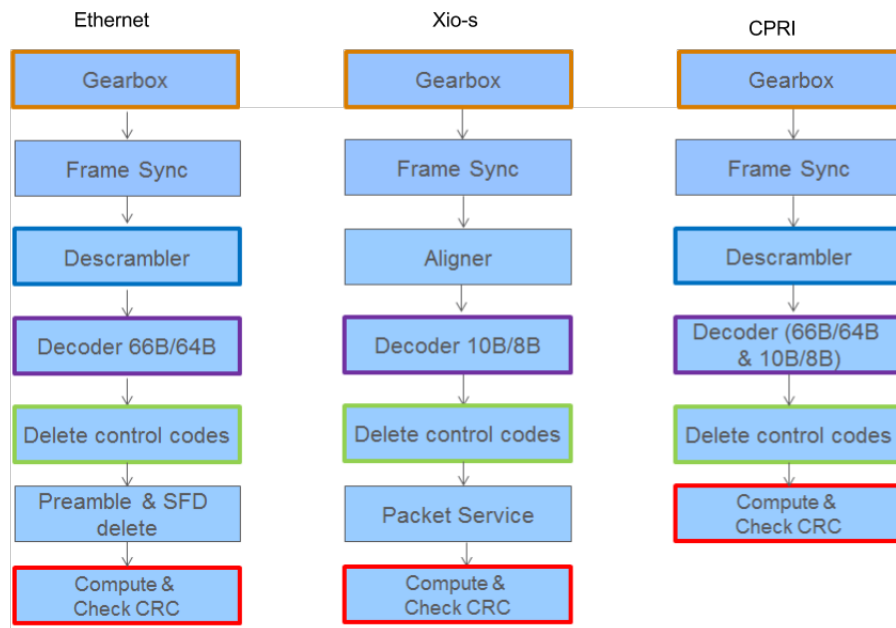 Ethernet
Gearbox
Frame Sync
Descrambler
Decoder 66B/64B
Delete control codes
Preamble & SFD
delete
Compute &
Check CRC
Xio-s
Gearbox
Frame Sync
Aligner
Decoder 10B/8B
Delete control codes
Packet Service
Compute &
Check CRC
CPRI
Gearbox
Frame Sync
Descrambler
Decoder (66B/64B
& 10B/8B)
Delete control codes
Compute &
Check CRC